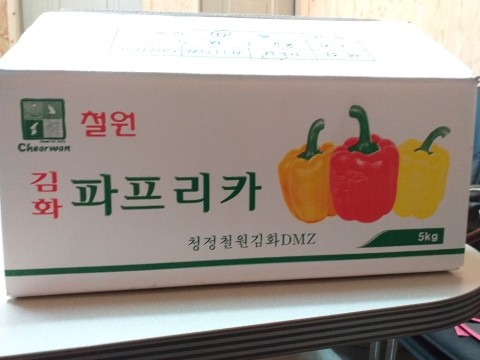 철원
Cheorwon
김화 파프리카
청정철원김화DMZ
5kg